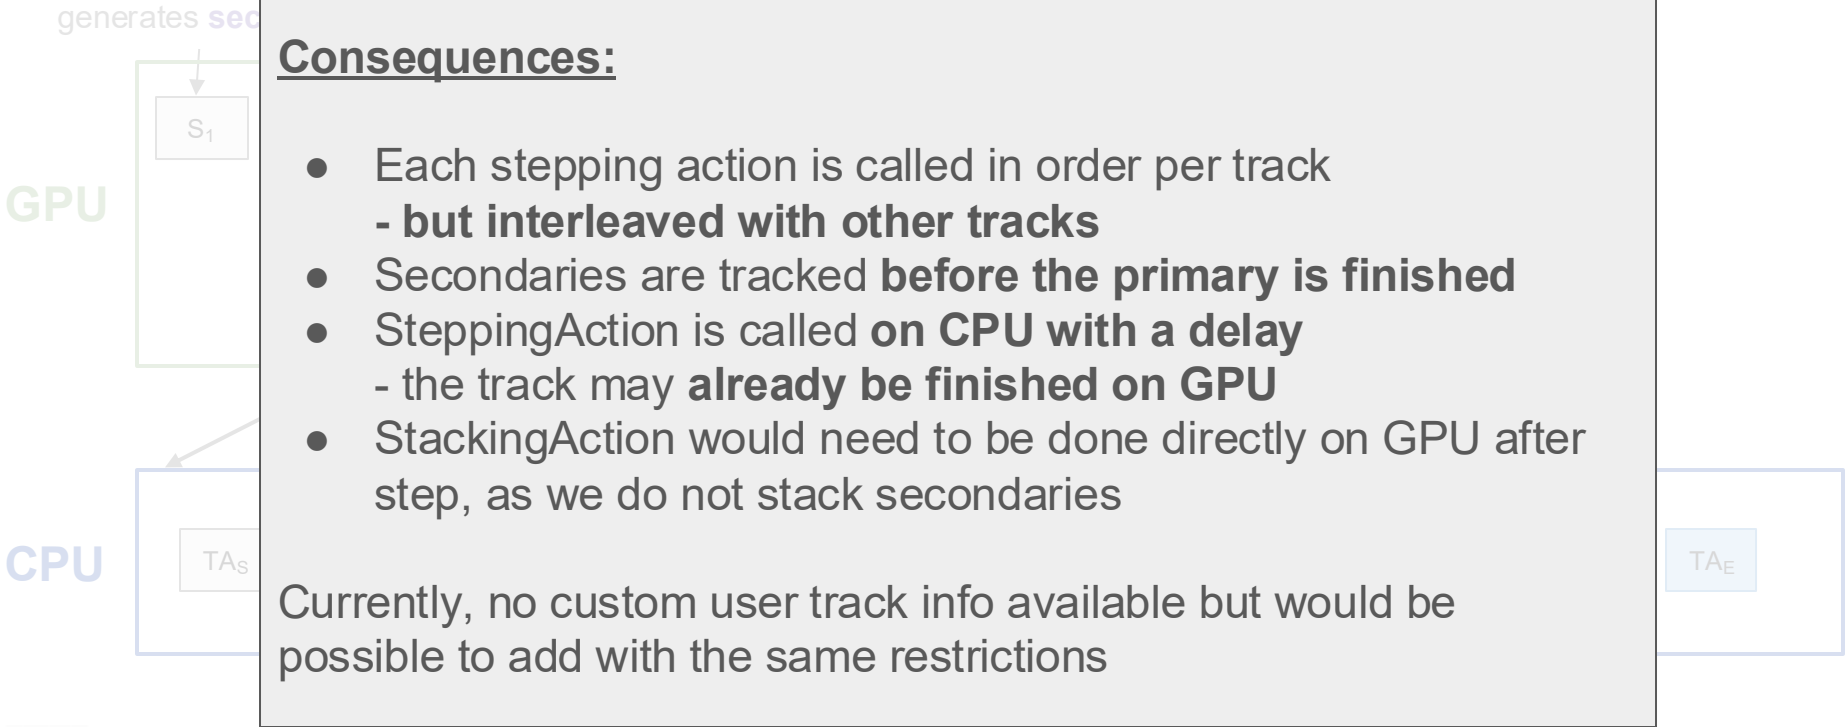 generates sec
Consequences:
S₁
● Each stepping action is called in order per track
GPU
- but interleaved with other tracks
● Secondaries are tracked before the primary is finished
● SteppingAction is called on CPU with a delay
- the track may already be finished on GPU
● StackingAction would need to be done directly on GPU after
step, as we do not stack secondaries
CPU
TAₛ
TA_E
Currently, no custom user track info available but would be
possible to add with the same restrictions